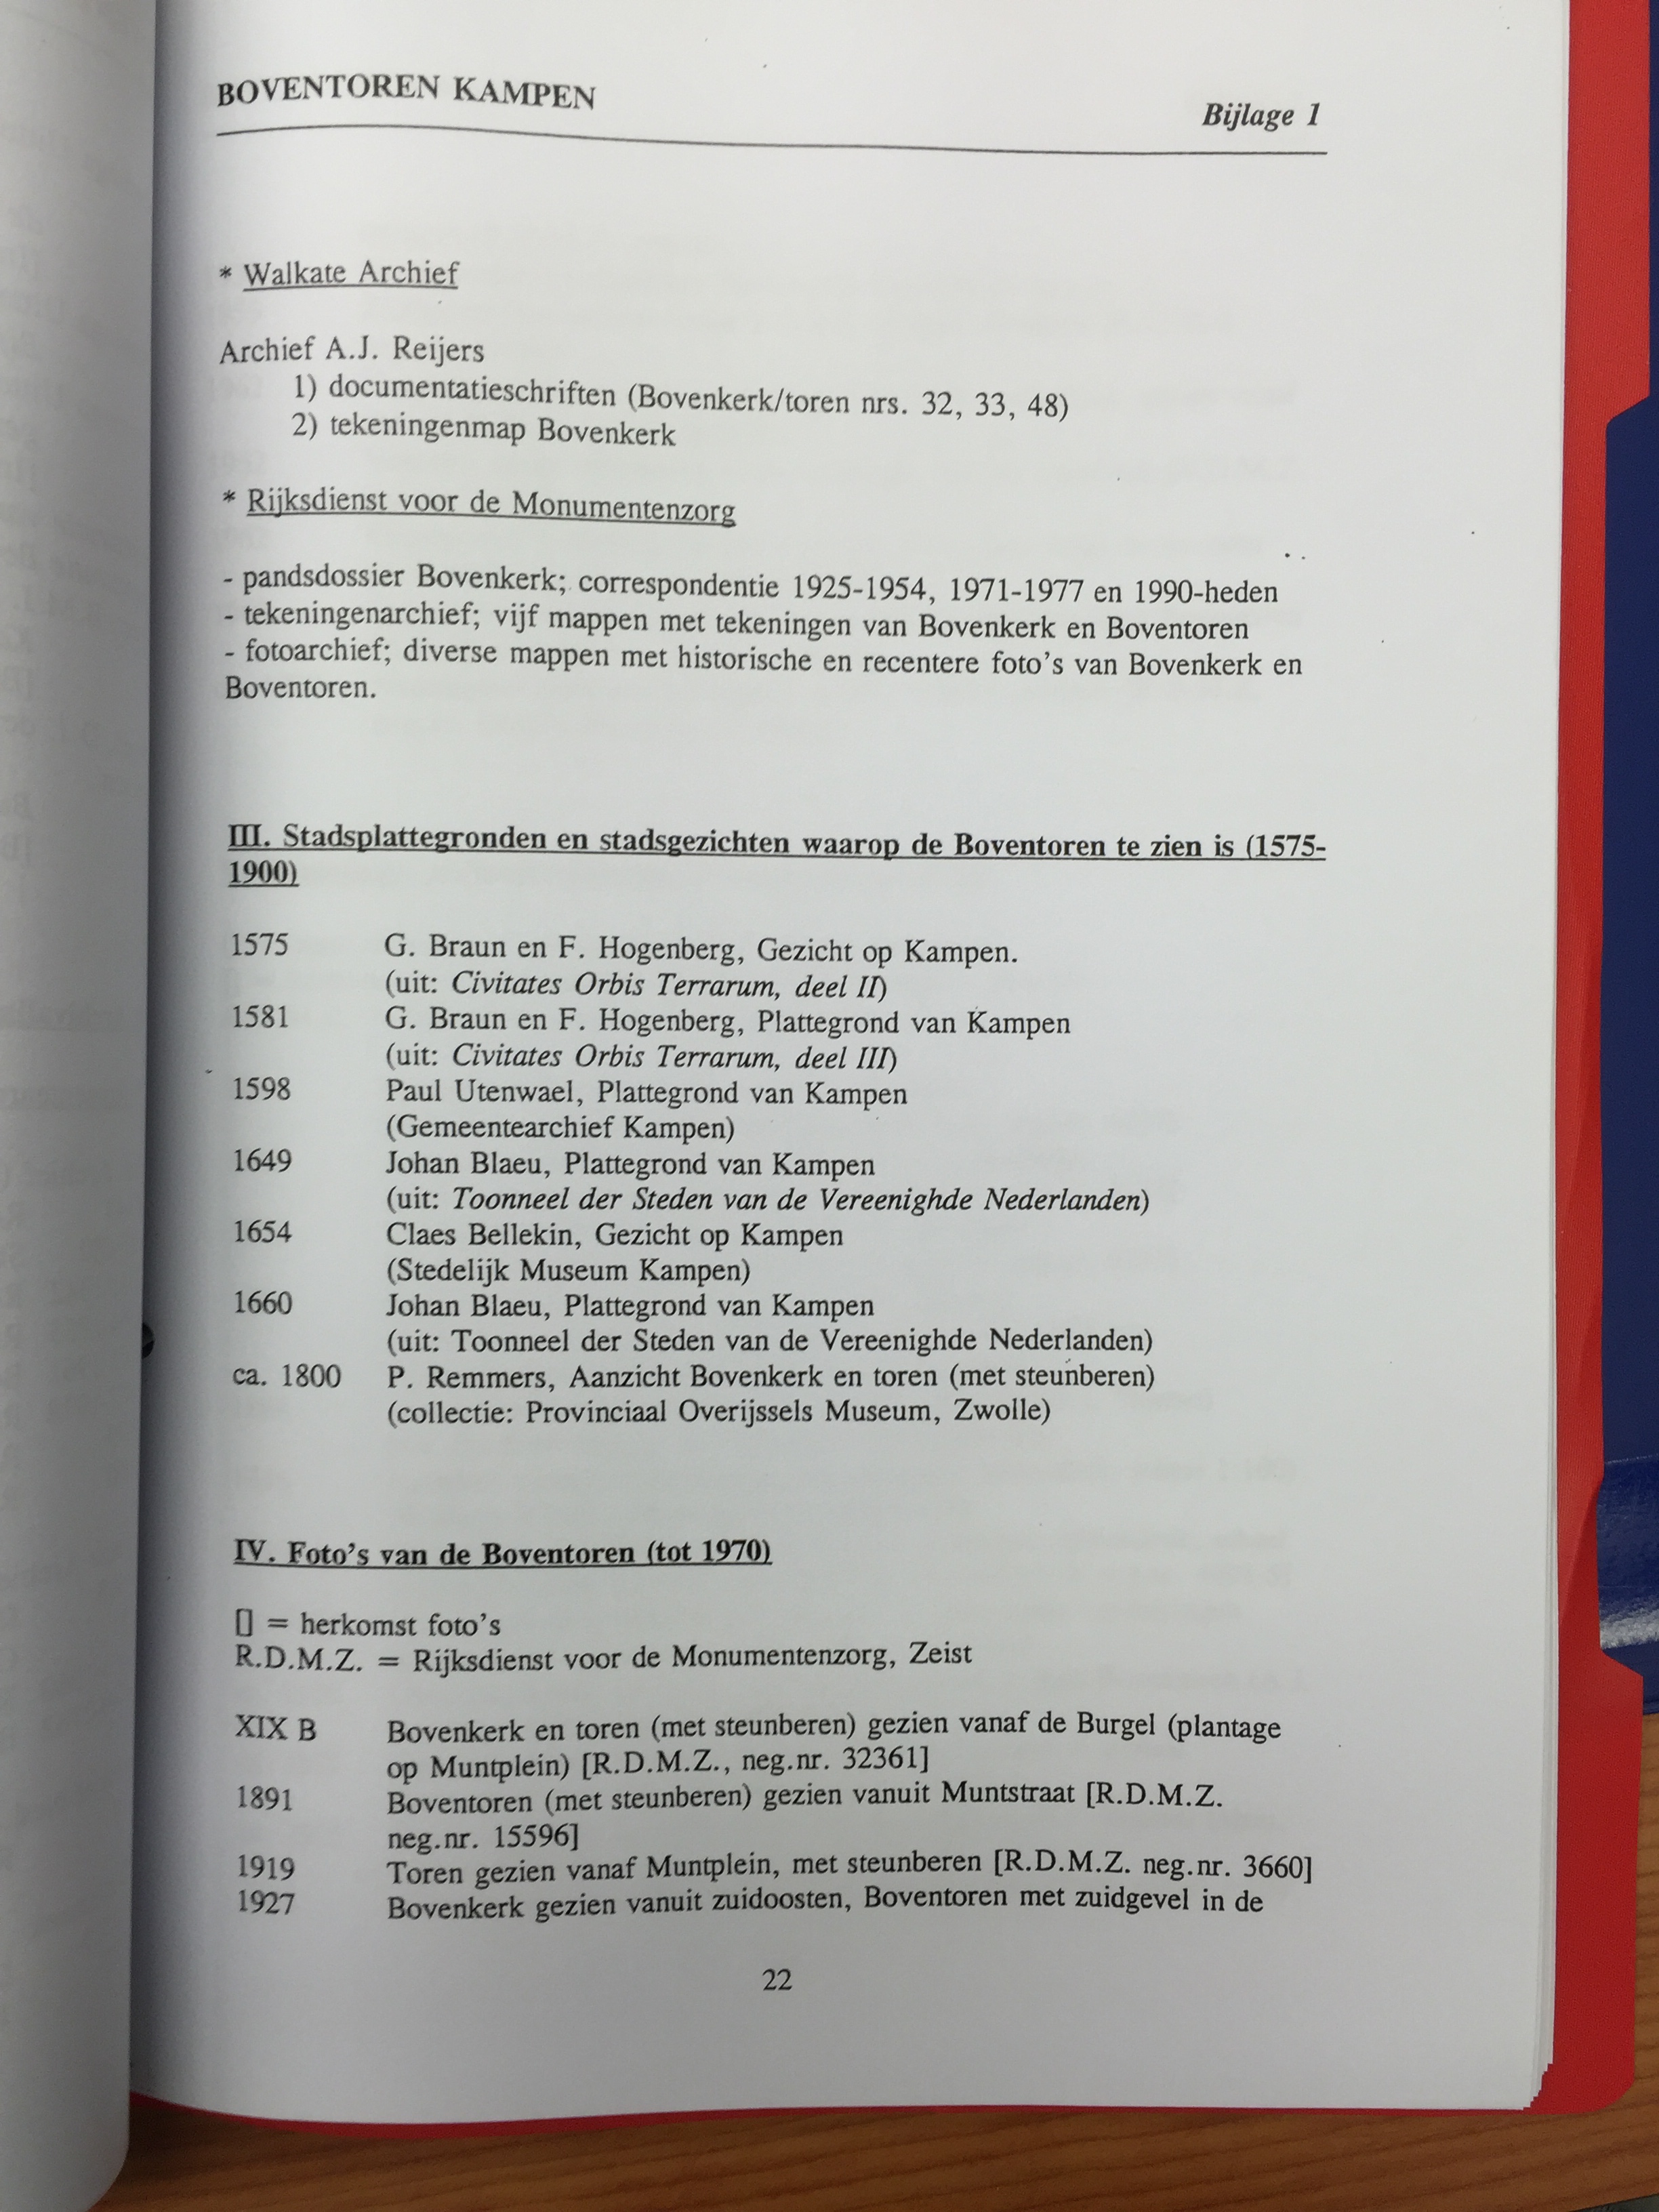 BOVENTOREN KAMPEN
Bijlage 1
* Walkate Archief
Archief A.J. Reijers
1) documentatieschriften (Bovenkerk/toren nrs. 32, 33, 48)
2) tekeningenmap Bovenkerk
* Rijksdienst voor de Monumentenzorg
- pandsdossier Bovenkerk; correspondentie 1925-1954, 1971-1977 en 1990-heden
- tekeningenarchief; vijf mappen met tekeningen van Bovenkerk en Boventoren
- fotoarchief; diverse mappen met historische en recentere foto's van Bovenkerk en
Boventoren.
III. Stadsplattegronden en stadsgezichten waarop de Boventoren te zien is (1575-
1900)
1575 G. Braun en F. Hogenberg, Gezicht op Kampen.
(uit: Civitates Orbis Terrarum, deel II)
1581 G. Braun en F. Hogenberg, Plattegrond van Kampen
(uit: Civitates Orbis Terrarum, deel III)
1598 Paul Utenwael, Plattegrond van Kampen
(Gemeentearchief Kampen)
1649 Johan Blaeu, Plattegrond van Kampen
(uit: Toonneel der Steden van de Vereenighde Nederlanden)
1654 Claes Bellekin, Gezicht op Kampen
(Stedelijk Museum Kampen)
1660 Johan Blaeu, Plattegrond van Kampen
(uit: Toonneel der Steden van de Vereenighde Nederlanden)
ca. 1800 P. Remmers, Aanzicht Bovenkerk en toren (met steunberen)
(collectie: Provinciaal Overijssels Museum, Zwolle)
IV. Foto's van de Boventoren (tot 1970)
[] = herkomst foto's
R.D.M.Z. = Rijksdienst voor de Monumentenzorg, Zeist
XIX B Bovenkerk en toren (met steunberen) gezien vanaf de Burgel (plantage
op Muntplein) [R.D.M.Z., neg.nr. 32361]
1891 Boventoren (met steunberen) gezien vanuit Muntstraat [R.D.M.Z.
neg.nr. 15596]
1919 Toren gezien vanaf Muntplein, met steunberen [R.D.M.Z. neg.nr. 3660]
1927 Bovenkerk gezien vanuit zuidoosten, Boventoren met zuidgevel in de
22